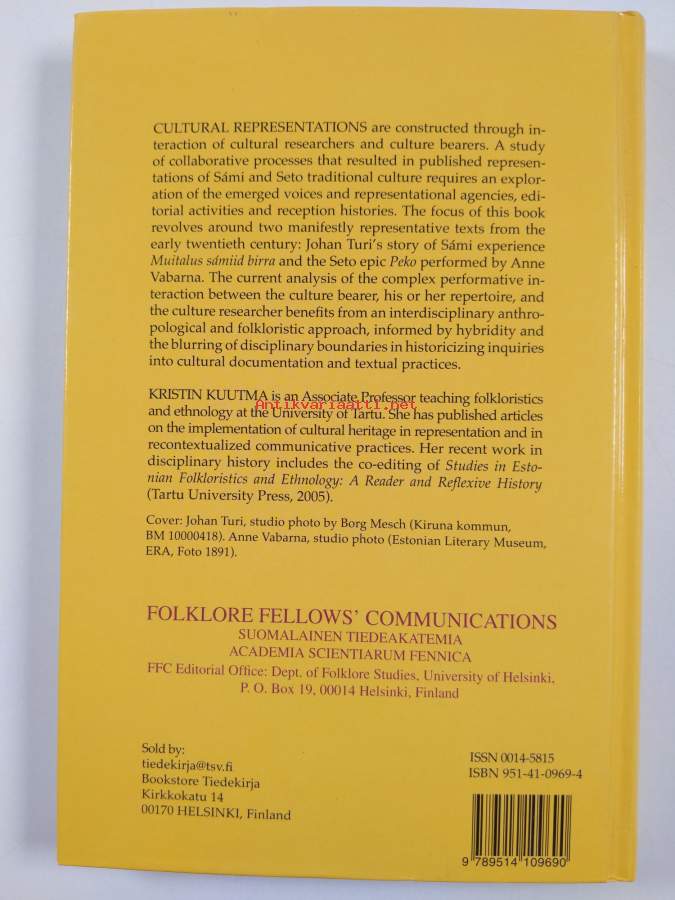 CULTURAL REPRESENTATIONS are constructed through in-
teraction of cultural researchers and culture bearers. A study
of collaborative processes that resulted in published represen-
tations of Sámi and Seto traditional culture requires an explor-
ation of the emerged voices and representational agencies, edi-
torial activities and reception histories. The focus of this book
revolves around two manifestly representative texts from the
early twentieth century: Johan Turi's story of Sámi experience
Muitalus sámiid birra and the Seto epic Peko performed by Anne
Vabarna. The current analysis of the complex performative in-
teraction between the culture bearer, his or her repertoire, and
the culture researcher benefits from an interdisciplinary anthro-
pological and folkloristic approach, informed by hybridity and
the blurring of disciplinary boundaries in historicizing inquiries
into cultural documentation and textual practices.
KRISTIN KUUTMA is an Associate Professor teaching folkloristics
Antikvariaatti.net
and ethnology at the University of Tartu. She has published articles
on the implementation of cultural heritage in representation and in
recontextualized communicative practices. Her recent work in
disciplinary history includes the co-editing of Studies in Esto-
nian Folkloristics and Ethnology: A Reader and Reflexive History
(Tartu University Press, 2005).
Cover: Johan Turi, studio photo by Borg Mesch (Kiruna kommun,
BM 10000418). Anne Vabarna, studio photo (Estonian Literary Museum,
ERA, Foto 1891).
FOLKLORE FELLOWS' COMMUNICATIONS
SUOMALAINEN TIEDEAKATEMIA
ACADEMIA SCIENTIARUM FENNICA
FFC Editorial Office: Dept. of Folklore Studies, University of Helsinki,
P. O. Box 19, 00014 Helsinki, Finland
Sold by:
tiedekirja@tsv.fi
Bookstore Tiedekirja
Kirkkokatu 14
00170 HELSINKI, Finland
ISSN 0014-5815
ISBN 951-41-0969-4
9 789514 109690